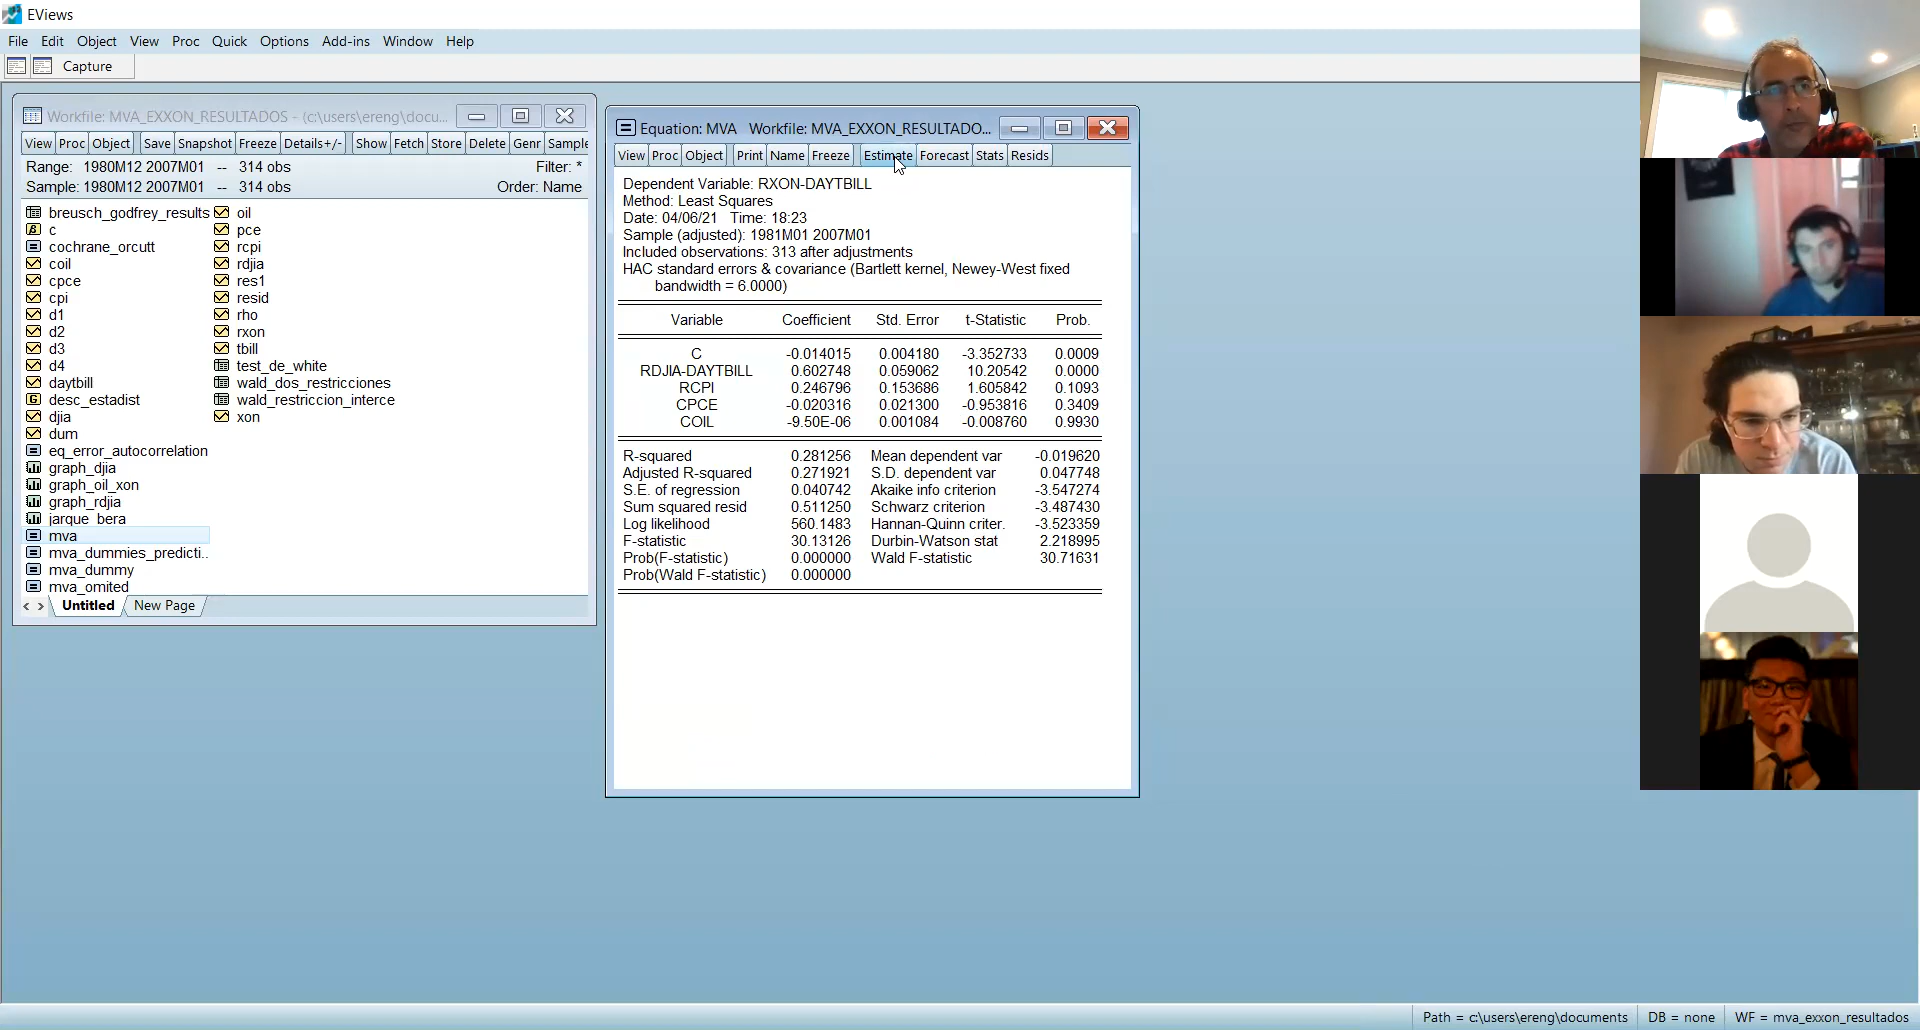 EViews
File Edit Object View Proc Quick Options Add-ins Window Help
Capture
Workfile: MVA_EXXON_RESULTADOS - (c:\users\ereng\docu...
View Proc Object Save Snapshot Freeze Details+/- Show Fetch Store Delete Genr Sample
Range: 1980M12 2007M01 -- 314 obs Filter: *
Sample: 1980M12 2007M01 -- 314 obs Order: Name
breusch_godfrey_results
c
cochrane_orcutt
coil
cpce
cpi
d1
d2
d3
d4
daytbill
desc_estadist
djia
dum
eq_error_autocorrelation
graph_djia
graph_oil_xon
graph_rdjia
jarque_bera
mva
mva_dummies_predicti..
mva_dummy
mva_omited
oil
pce
rcpi
rdjia
res1
resid
rho
rxon
tbill
test_de_white
wald_dos_restricciones
wald_restriccion_interce
xon
Untitled New Page
Equation: MVA Workfile: MVA_EXXON_RESULTADO...
View Proc Object Print Name Freeze Estimate Forecast Stats Resids
Dependent Variable: RXON-DAYTBILL
Method: Least Squares
Date: 04/06/21 Time: 18:23
Sample (adjusted): 1981M01 2007M01
Included observations: 313 after adjustments
HAC standard errors & covariance (Bartlett kernel, Newey-West fixed
bandwidth = 6.0000)
Variable Coefficient Std. Error t-Statistic Prob.
C -0.014015 0.004180 -3.352733 0.0009
RDJIA-DAYTBILL 0.602748 0.059062 10.20542 0.0000
RCPI 0.246796 0.153686 1.605842 0.1093
CPCE -0.020316 0.021300 -0.953816 0.3409
COIL -9.50E-06 0.001084 -0.008760 0.9930
R-squared 0.281256 Mean dependent var -0.019620
Adjusted R-squared 0.271921 S.D. dependent var 0.047748
S.E. of regression 0.040742 Akaike info criterion -3.547274
Sum squared resid 0.511250 Schwarz criterion -3.487430
Log likelihood 560.1483 Hannan-Quinn criter. -3.523359
F-statistic 30.13126 Durbin-Watson stat 2.218995
Prob(F-statistic) 0.000000 Wald F-statistic 30.71631
Prob(Wald F-statistic) 0.000000
Path = c:\users\ereng\documents DB = none WF = mva_exxon_resultados